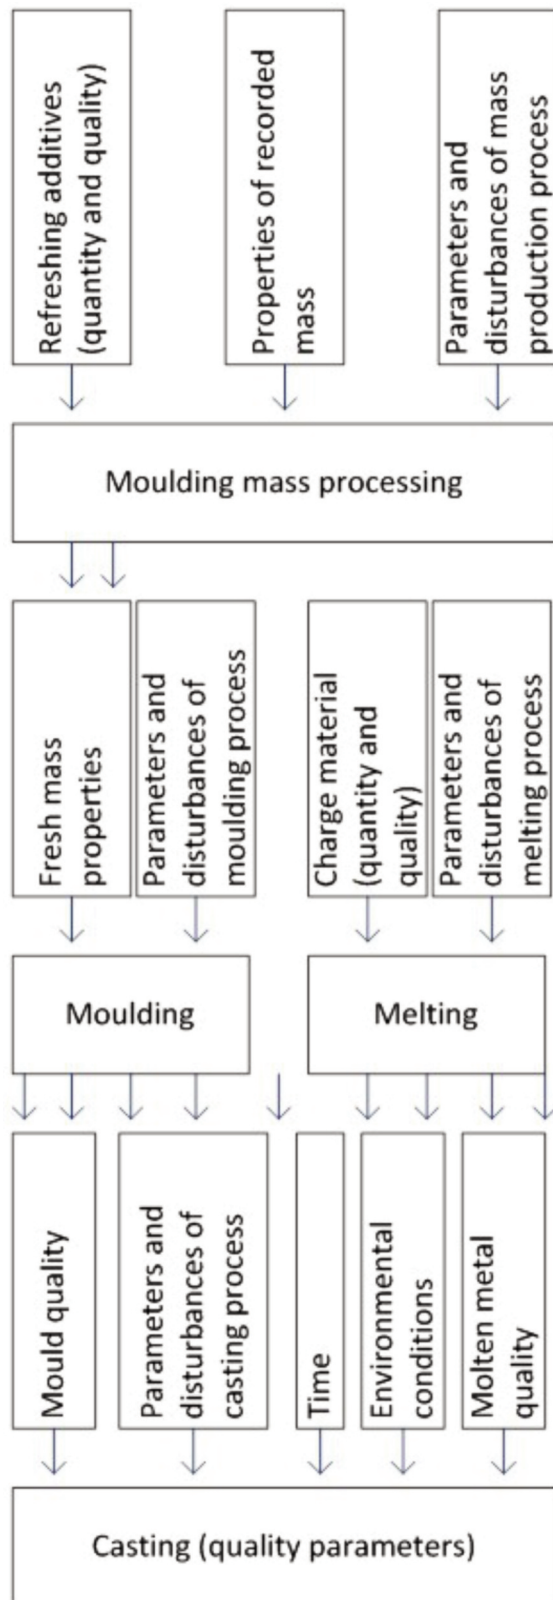 Refreshing additives
(quantity and quality)
Properties of recorded
mass
Parameters and
disturbances of mass
production process
Moulding mass processing
Fresh mass
properties
Parameters and
disturbances of
moulding process
Charge material
(quantity and
quality)
Parameters and
disturbances of
melting process
Moulding
Melting
Mould quality
Parameters and
disturbances of
casting process
Time
Environmental
conditions
Molten metal
quality
Casting (quality parameters)